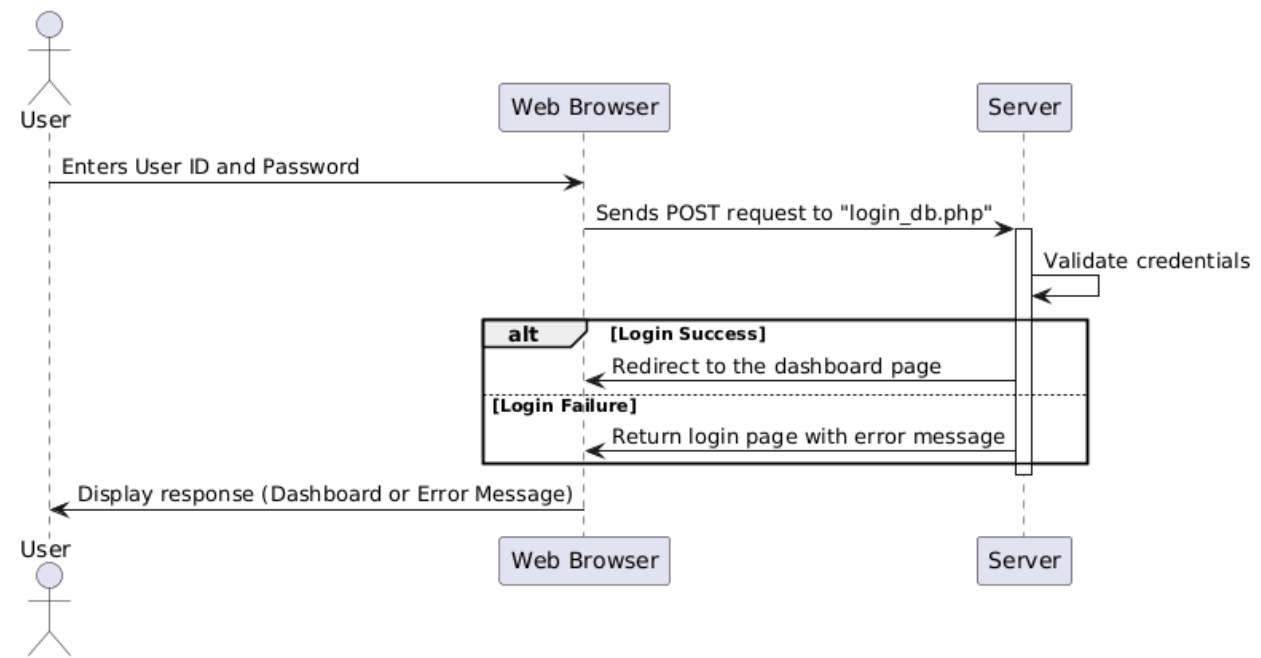 User
Web Browser
Server
Enters User ID and Password
Sends POST request to "login_db.php"
Validate credentials
alt
[Login Success]
Redirect to the dashboard page
[Login Failure]
Return login page with error message
Display response (Dashboard or Error Message)
User
Web Browser
Server